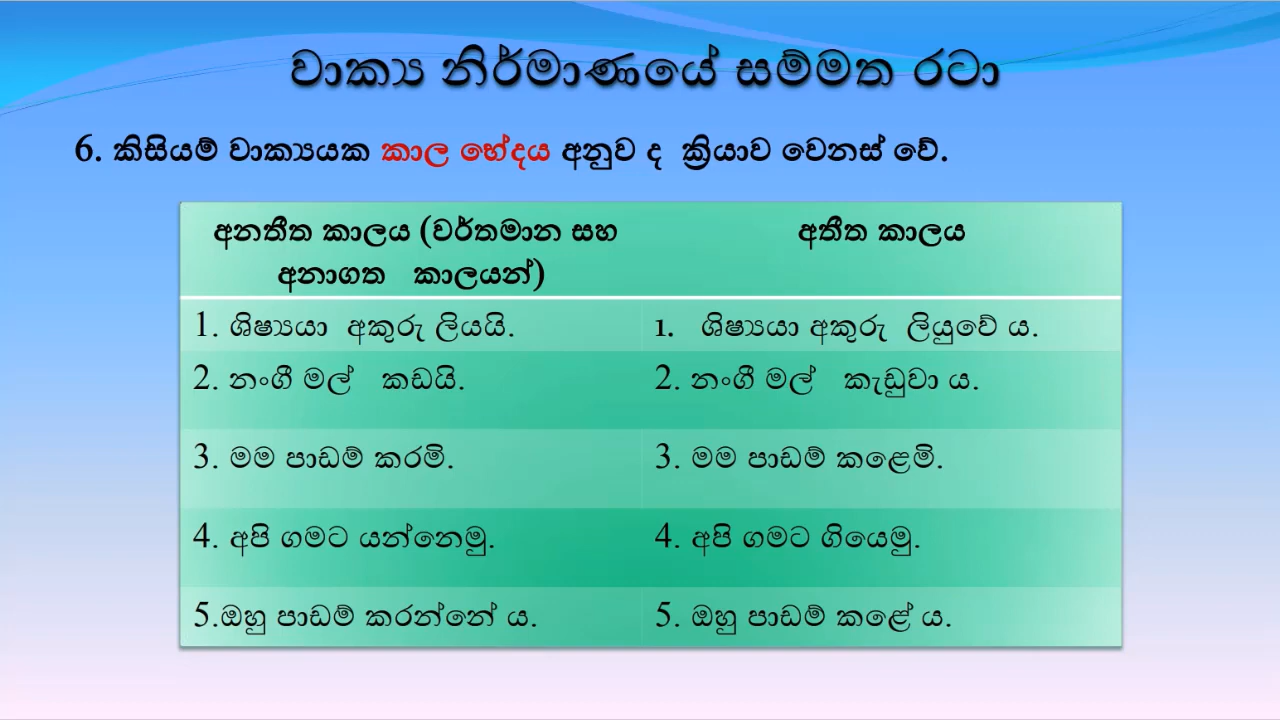 වාක්‍ය නිර්මාණයේ සම්මත රටා
6. කිසියම් වාක්‍යයක කාල භේදය අනුව ද ක්‍රියාව වෙනස් වේ.
අනතීත කාලය (වර්තමාන සහ
අනාගත කාලයන්)
අතීත කාලය
1. ශිෂ්‍යයා අකුරු ලියයි.
1. ශිෂ්‍යයා අකුරු ලියුවේ ය.
2. නංගී මල් කඩයි.
2. නංගී මල් කැඩුවා ය.
3. මම පාඩම් කරමි.
3. මම පාඩම් කළෙමි.
4. අපි ගමට යන්නෙමු.
4. අපි ගමට ගියෙමු.
5.ඔහු පාඩම් කරන්නේ ය.
5. ඔහු පාඩම් කළේ ය.